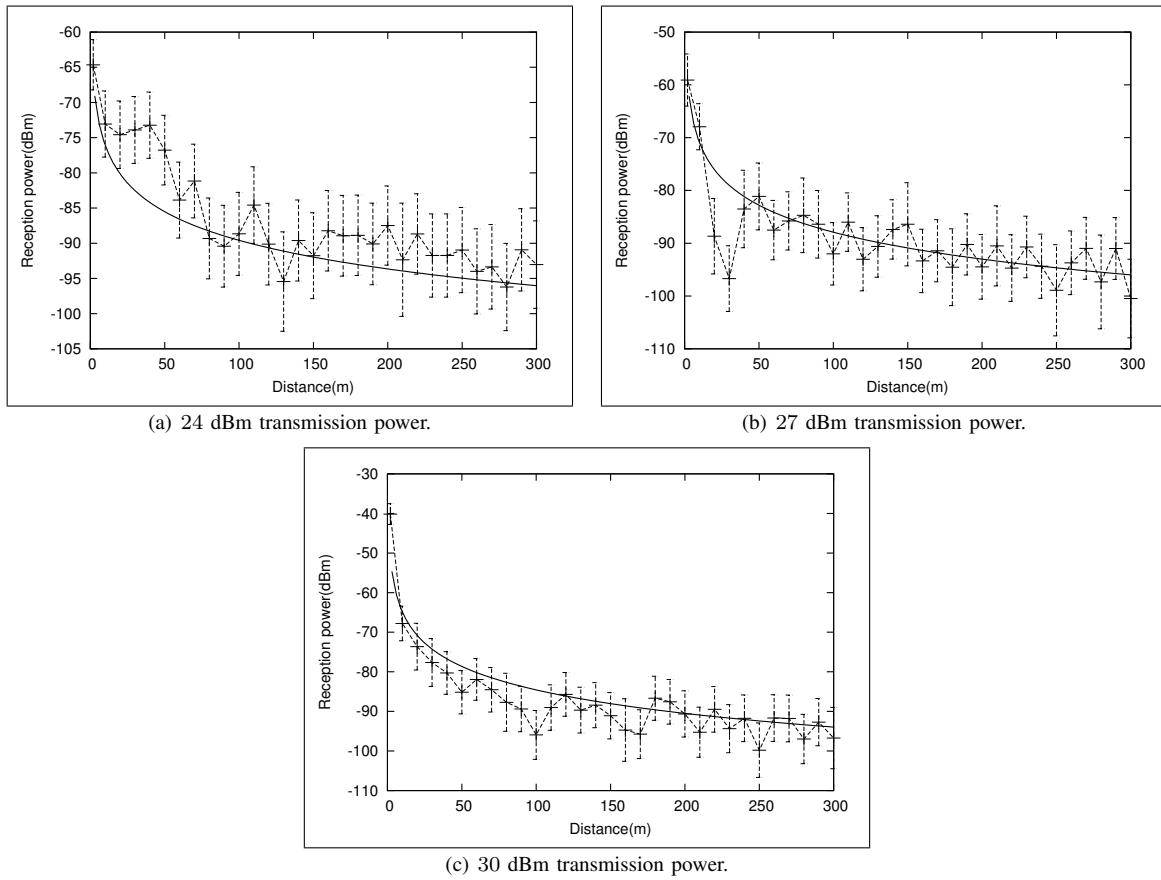 -60
-65
-70
-75
-80
-85
-90
-95
-100
-105
0 50 100 150 200 250 300
Reception power(dBm)
Distance(m)
(a) 24 dBm transmission power.
-50
-60
-70
-80
-90
-100
-110
0 50 100 150 200 250 300
Reception power(dBm)
Distance(m)
(b) 27 dBm transmission power.
-30
-40
-50
-60
-70
-80
-90
-100
-110
0 50 100 150 200 250 300
Reception power(dBm)
Distance(m)
(c) 30 dBm transmission power.